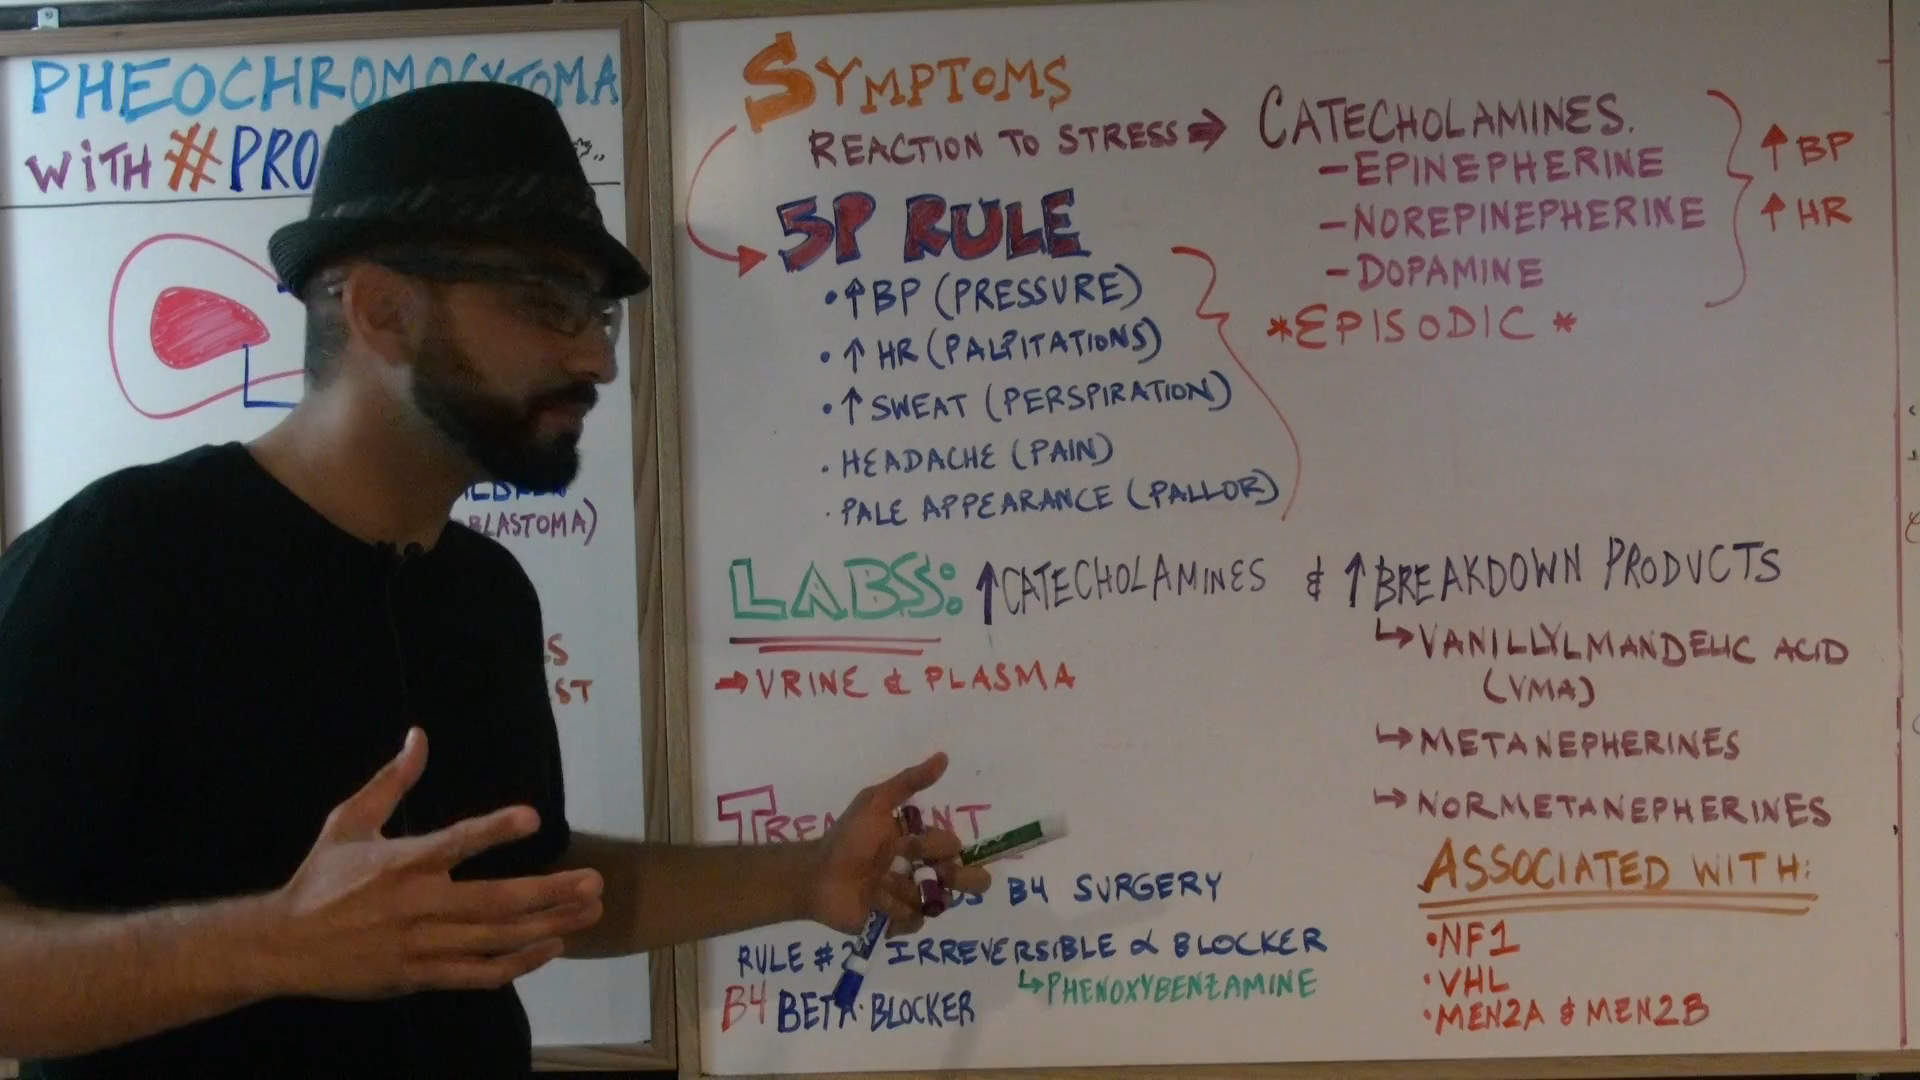 PHEOCHROMOCYTOMA
WITH #PRO
BLASTOMA)
ST
SYMPTOMS
REACTION TO STRESS → CATECHOLAMINES.
-EPINEPHERINE
-NOREPINEPHERINE
-DOPAMINE
↑ BP
↑ HR
*EPISODIC *
5P RULE
• ↑ BP (PRESSURE)
• ↑ HR (PALPITATIONS)
• ↑ SWEAT (PERSPIRATION)
• HEADACHE (PAIN)
• PALE APPEARANCE (PALLOR)
LABS: ↑ CATECHOLAMINES & ↑ BREAKDOWN PRODUCTS
→ URINE & PLASMA
↳ VANILLYLMANDELIC ACID
(VMA)
↳ METANEPHERINES
↳ NORMETANEPHERINES
B4 SURGERY
RULE #2 IRREVERSIBLE α BLOCKER
↳ PHENOXYBENZAMINE
B4 BETA-BLOCKER
ASSOCIATED WITH:
• NF1
• VHL
• MEN2A & MEN2B